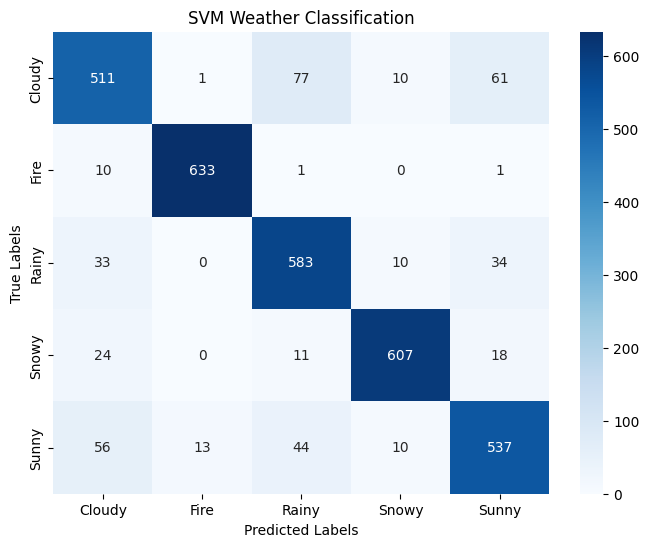 SVM Weather Classification
Cloudy 511 1 77 10 61
Fire 10 633 1 0 1
Rainy 33 0 583 10 34
Snowy 24 0 11 607 18
Sunny 56 13 44 10 537
Cloudy Fire Rainy Snowy Sunny
True Labels
Predicted Labels
600
500
400
300
200
100
0